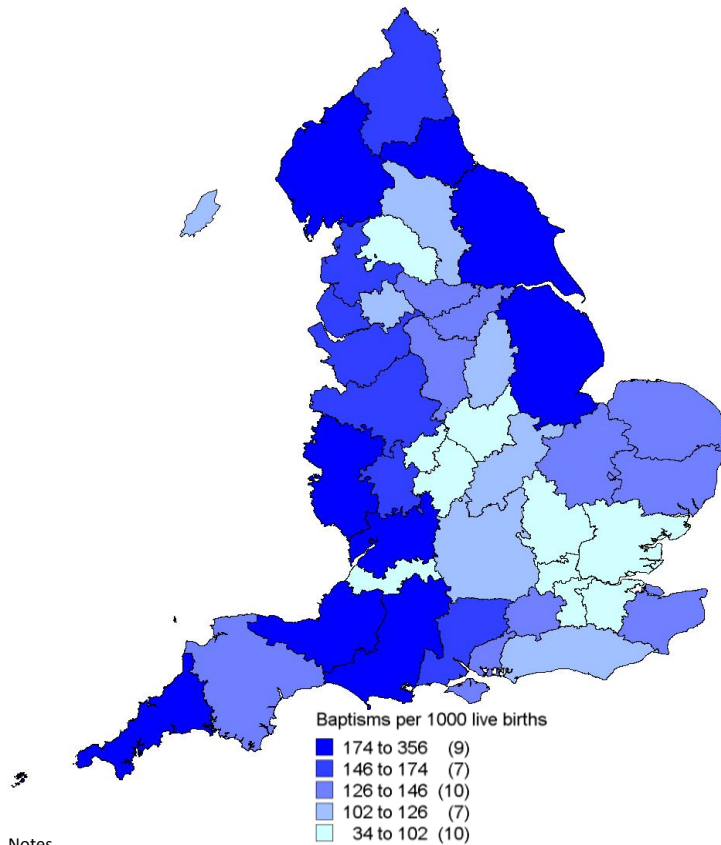 Baptisms per 1000 live births
174 to 356 (9)
146 to 174 (7)
126 to 146 (10)
102 to 126 (7)
34 to 102 (10)
Notes